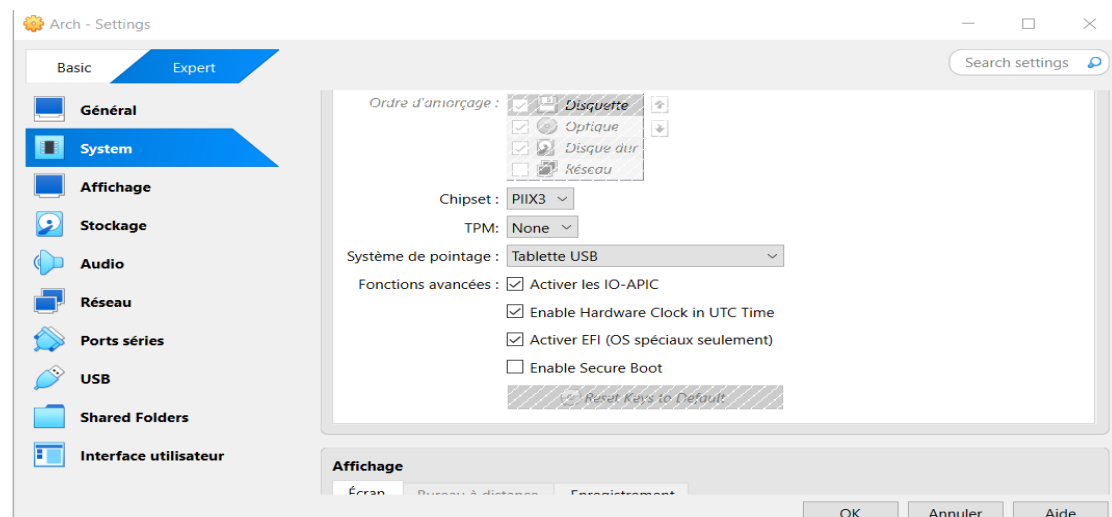 Arch - Settings
Basic
Expert
Search settings
Général
System
Affichage
Stockage
Audio
Réseau
Ports séries
USB
Shared Folders
Interface utilisateur
Ordre d'amorçage :
Disquette
Optique
Disque dur
Réseau
Chipset : PIIX3
TPM: None
Système de pointage : Tablette USB
Fonctions avancées : Activer les IO-APIC
Enable Hardware Clock in UTC Time
Activer EFI (OS spéciaux seulement)
Enable Secure Boot
Reset Keys to Default
Affichage
Écran Bureau à distance Enregistrement
OK Annuler Aide